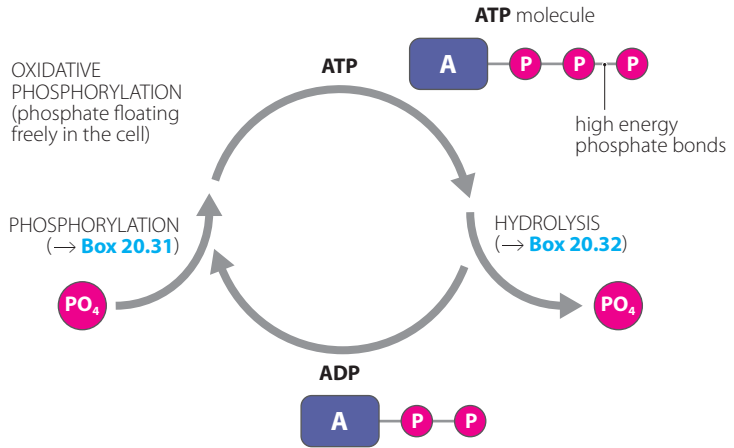 ATP molecule
A P P P
high energy
phosphate bonds
OXIDATIVE
PHOSPHORYLATION
(phosphate floating
freely in the cell)
ATP
PHOSPHORYLATION
(→ Box 20.31)
PO₄
HYDROLYSIS
(→ Box 20.32)
PO₄
ADP
A P P